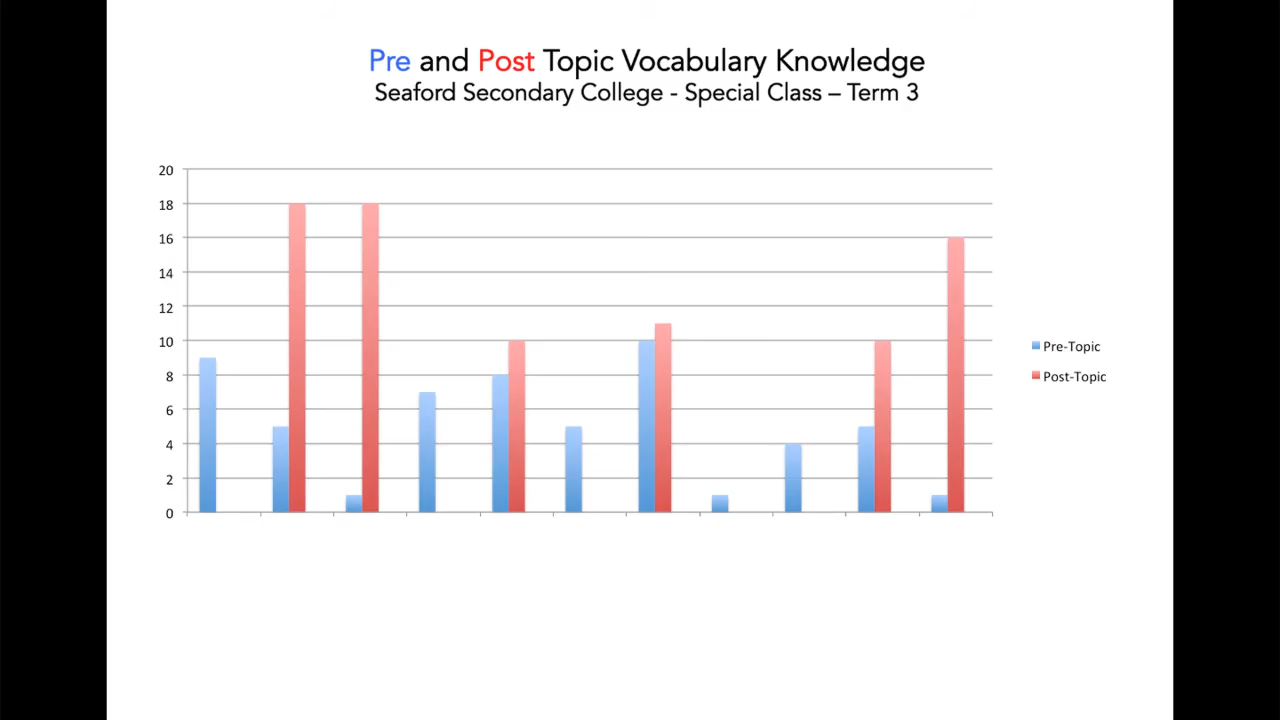 Pre and Post Topic Vocabulary Knowledge
Seaford Secondary College - Special Class – Term 3
20
18
16
14
12
10
8
6
4
2
0
Pre-Topic
Post-Topic